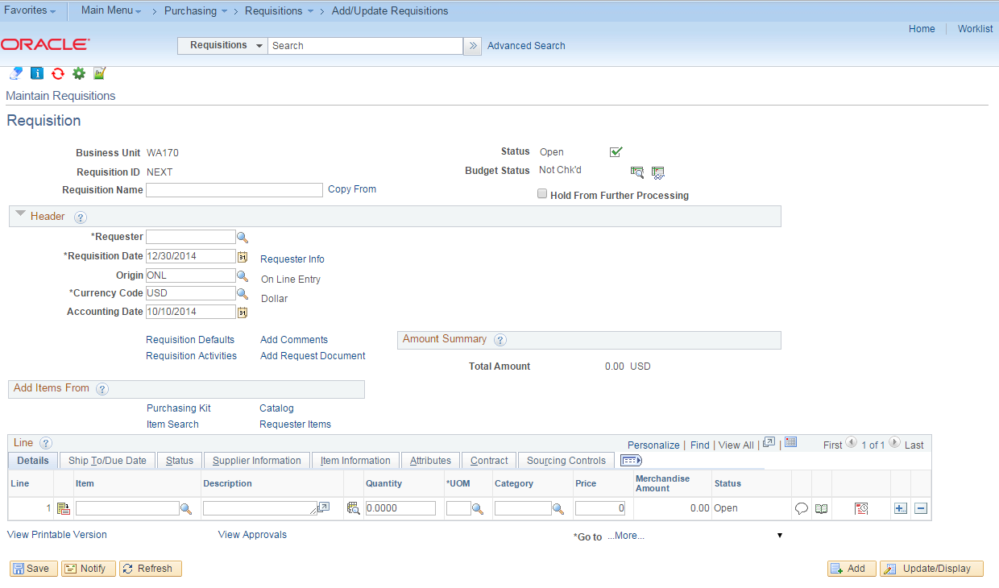 Favorites Main Menu > Purchasing > Requisitions > Add/Update Requisitions
Home Worklist
ORACLE
Requisitions Search Advanced Search
Maintain Requisitions
Requisition
Business Unit WA170 Status Open
Requisition ID NEXT Budget Status Not Chk'd
Requisition Name Copy From
Hold From Further Processing
Header ?
*Requester
*Requisition Date 12/30/2014 31 Requester Info
Origin ONL On Line Entry
*Currency Code USD Dollar
Accounting Date 10/10/2014 31
Requisition Defaults Add Comments Amount Summary ?
Requisition Activities Add Request Document
Total Amount 0.00 USD
Add Items From ?
Purchasing Kit Catalog
Item Search Requester Items
Line ? Personalize | Find | View All | | First 1 of 1 Last
Details Ship To/Due Date Status Supplier Information Item Information Attributes Contract Sourcing Controls
Line Item Description Quantity *UOM Category Price Merchandise Amount Status
1 0.0000 0 0.00 Open
View Printable Version View Approvals *Go to ...More...
Save Notify Refresh Add Update/Display